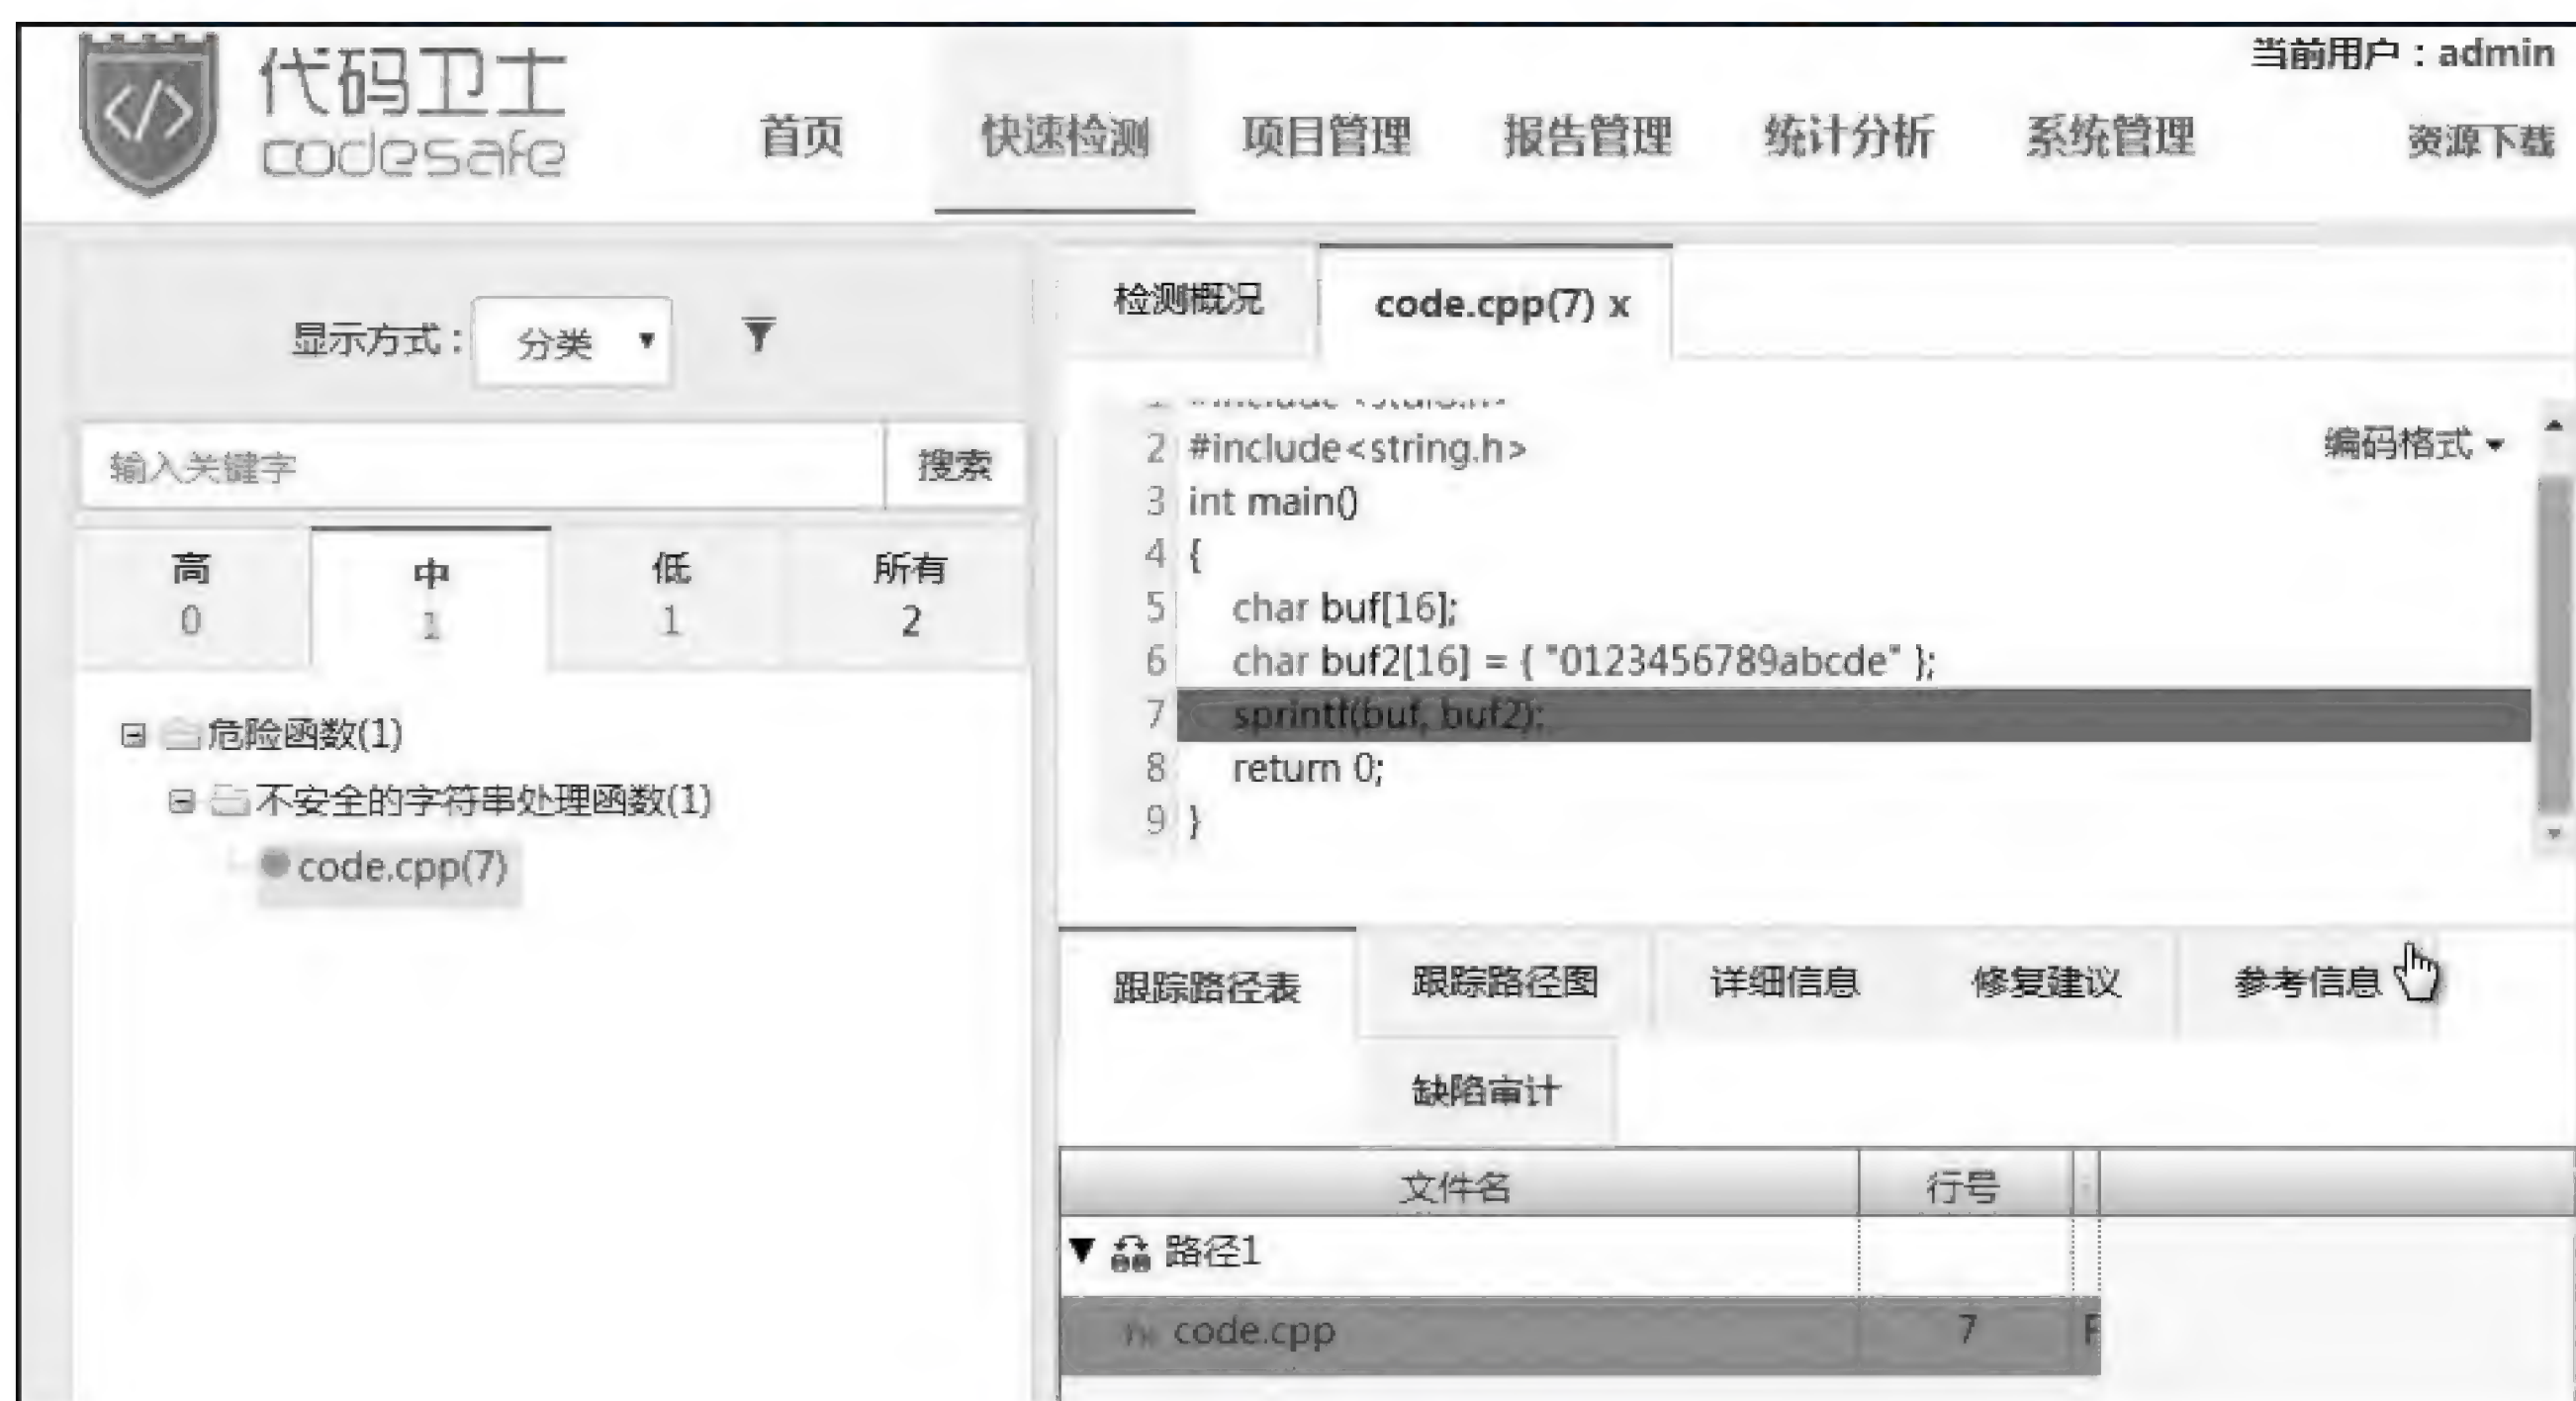 当前用户：admin
代码卫士
codesafe
首页 快速检测 项目管理 报告管理 统计分析 系统管理 资源下载
显示方式： 分类
输入关键字 搜索
高 中 低 所有
0 1 1 2
危险函数(1)
不安全的字符串处理函数(1)
code.cpp(7)
检测概况 code.cpp(7) x
编码格式
2 #include<string.h>
3 int main()
4 {
5 char buf[16];
6 char buf2[16] = { "0123456789abcde" };
7 sprintf(buf, buf2);
8 return 0;
9 }
跟踪路径表 跟踪路径图 详细信息 修复建议 参考信息
缺陷审计
文件名 行号
路径1
code.cpp 7